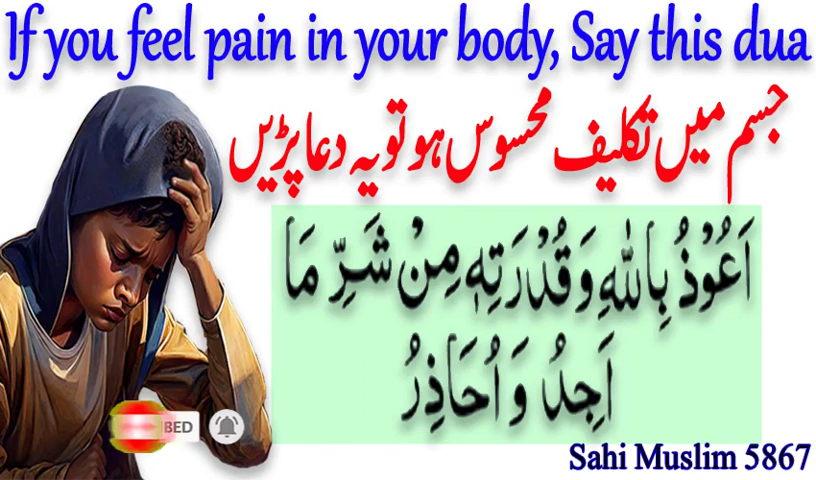 If you feel pain in your body, Say this dua
جسم میں تکلیف محسوس ہو تو یہ دعا پڑیں
اَعُوْذُ بِاللّٰهِ وَ قُدْرَتِهٖ مِنْ شَرِّ مَا
اَجِدُ وَ اُحَاذِرُ
BED
Sahi Muslim 5867